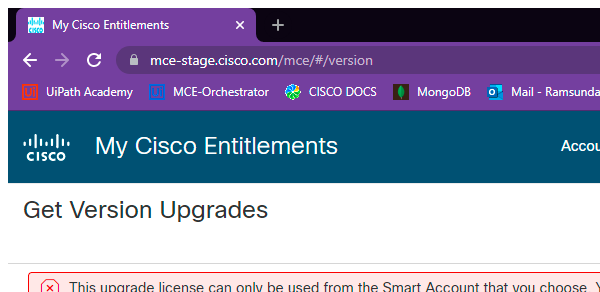 My Cisco Entitlements
mce-stage.cisco.com/mce/#/version
UiPath Academy MCE-Orchestrator CISCO DOCS MongoDB Mail - Ramsunda
CISCO My Cisco Entitlements Accou
Get Version Upgrades
This upgrade license can only be used from the Smart Account that you choose. Y